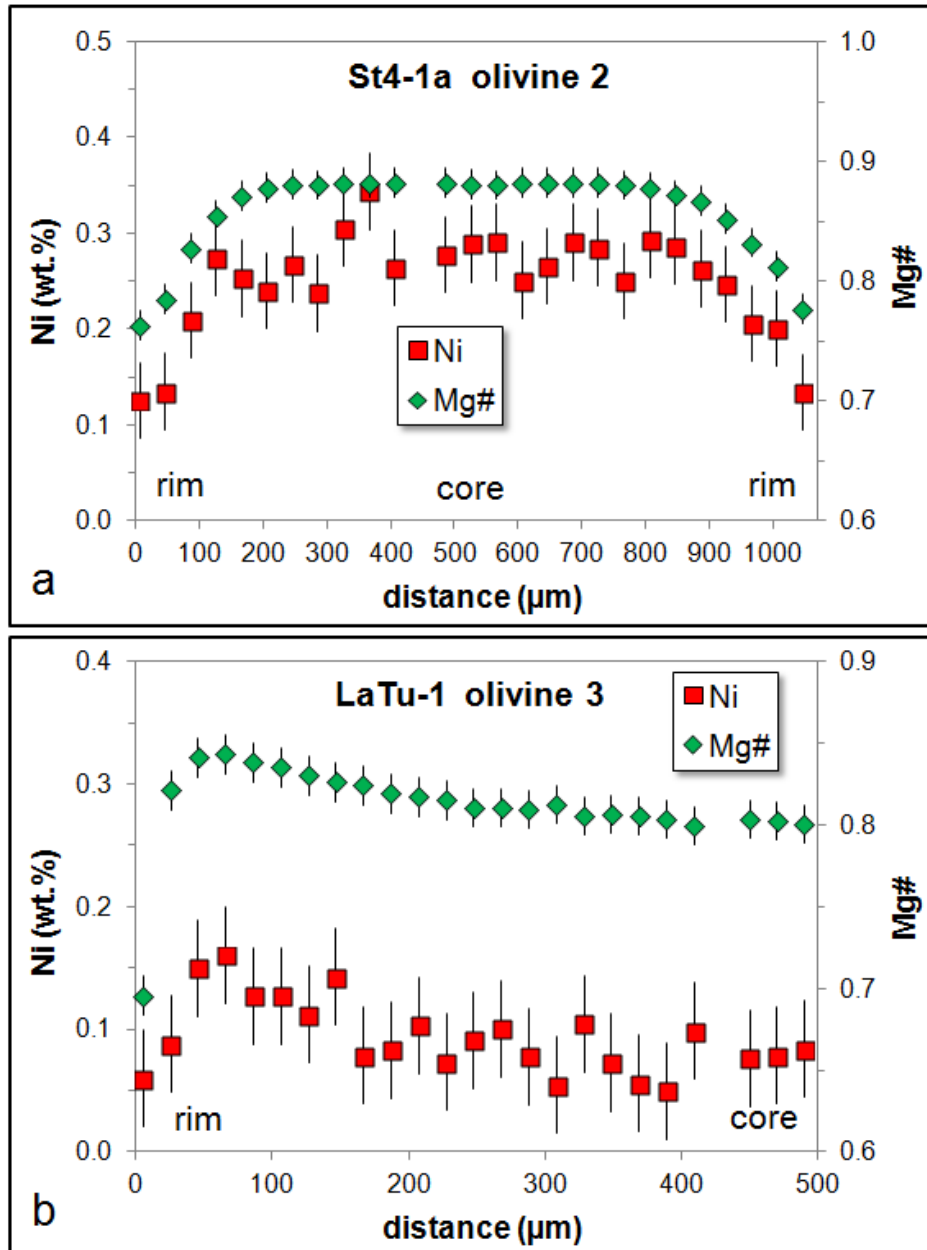 St4-1a olivine 2
0.5
0.4
0.3
0.2
0.1
0.0
Ni (wt.%)
1.0
0.9
0.8
0.7
0.6
Mg#
Ni
Mg#
rim
core
rim
0 100 200 300 400 500 600 700 800 900 1000
distance (µm)
a
LaTu-1 olivine 3
0.4
0.3
0.2
0.1
0.0
Ni (wt.%)
0.9
0.8
0.7
0.6
Mg#
Ni
Mg#
rim
core
0 100 200 300 400 500
distance (µm)
b